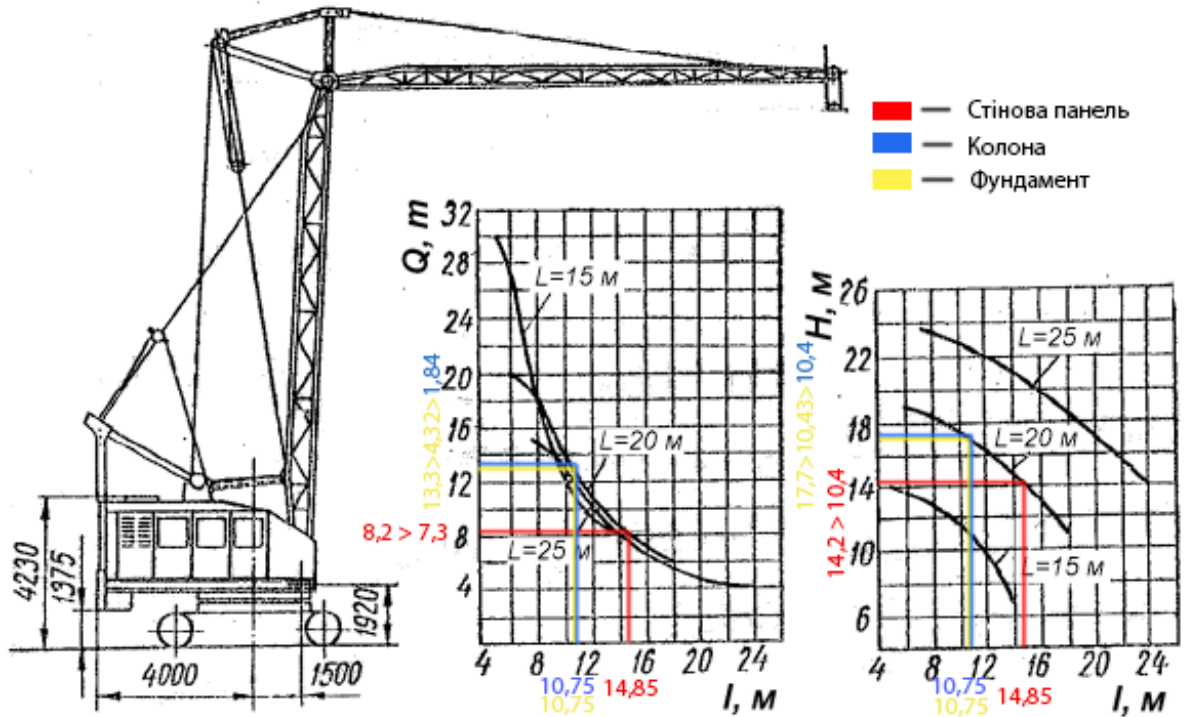 Стінова панель
Колона
Фундамент
4230
1375
4000
1500
1920
Q, т
32
28
24
20
16
12
8
4
L=15 м
L=20 м
L=25 м
13,3>4,32>1,84
8,2 > 7,3
4 8 12 16 20 24
10,75 14,85
10,75
l, м
H, м
26
22
18
14
10
6
L=25 м
L=20 м
L=15 м
17,7>10,43>10,4
14,2 > 10,4
4 8 12 16 20 24
10,75 14,85
10,75
l, м